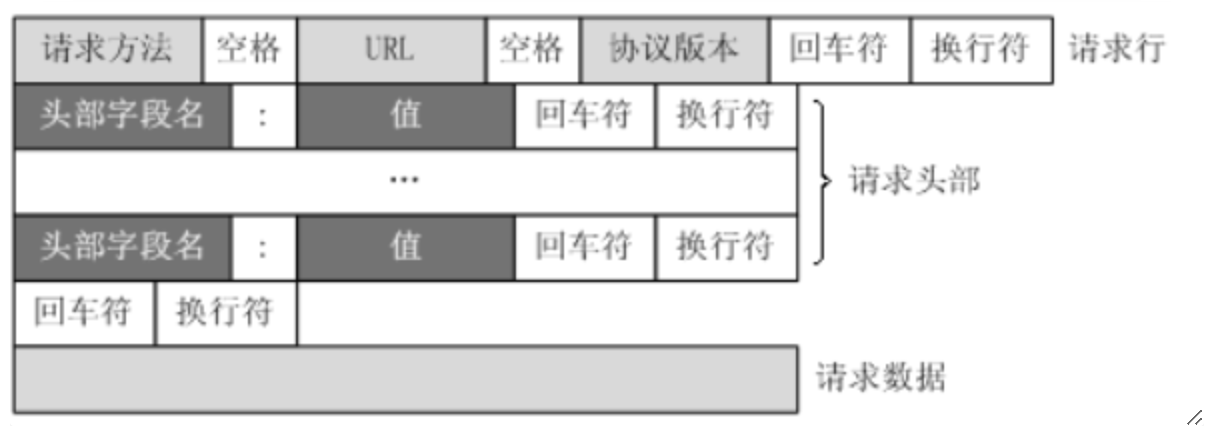 请求方法 空格 URL 空格 协议版本 回车符 换行符 请求行
头部字段名 : 值 回车符 换行符
… 请求头部
头部字段名 : 值 回车符 换行符
回车符 换行符
请求数据